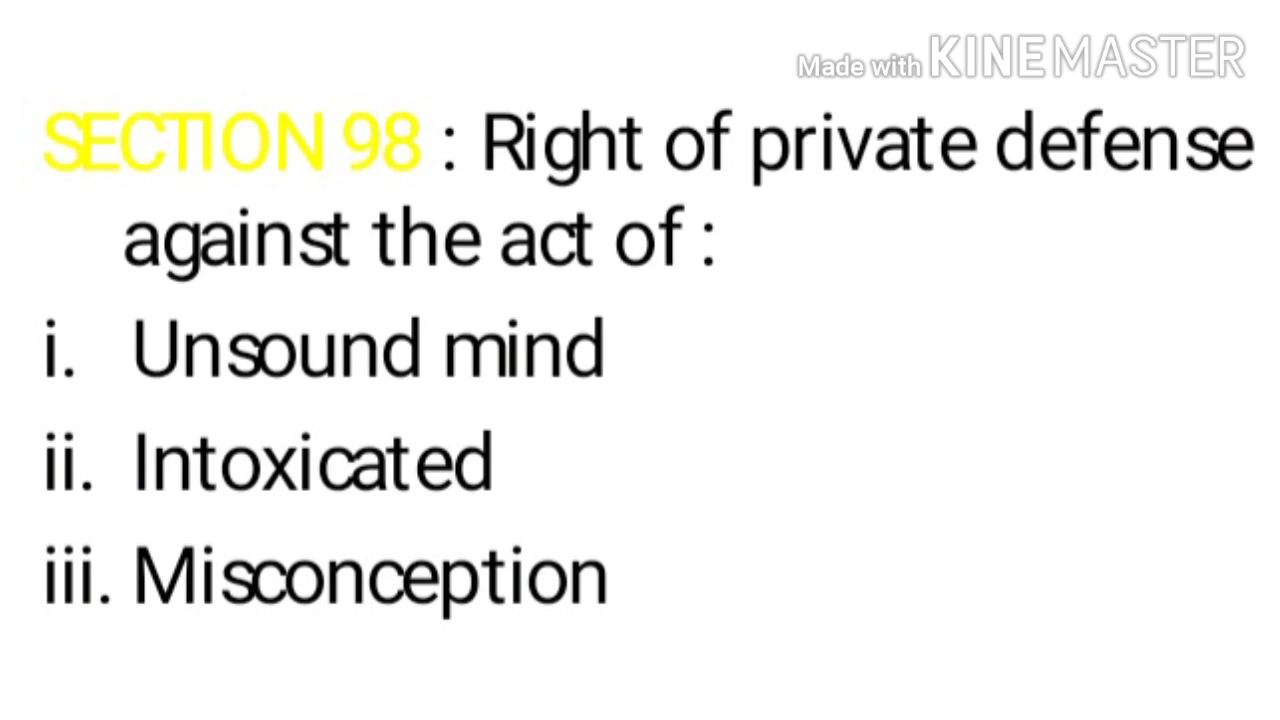 Made with KINEMASTER
SECTION 98 : Right of private defense
against the act of :
i. Unsound mind
ii. Intoxicated
iii. Misconception